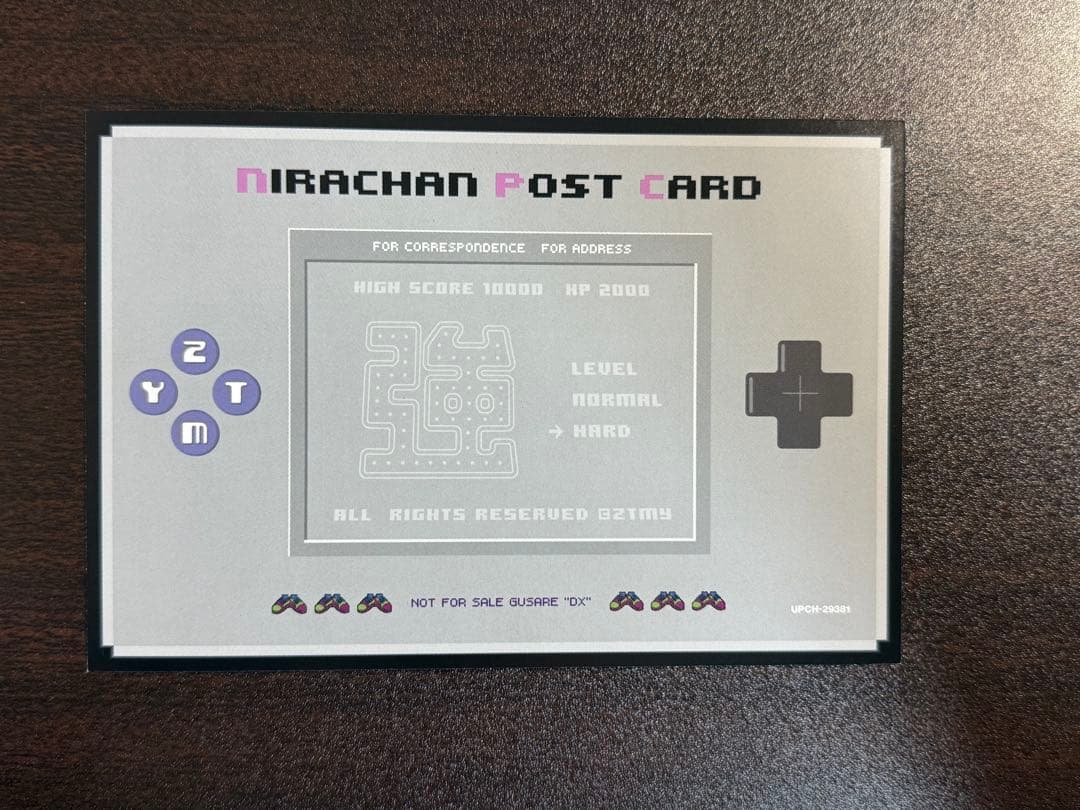 NIRACHAN POST CARD
FOR CORRESPONDENCE FOR ADDRESS
HIGH SCORE 10000 HP 2000
LEVEL
NORMAL
→ HARD
ALL RIGHTS RESERVED @ZTMY
Z
Y T
M
NOT FOR SALE GUSARE "DX"
UPCH-29381